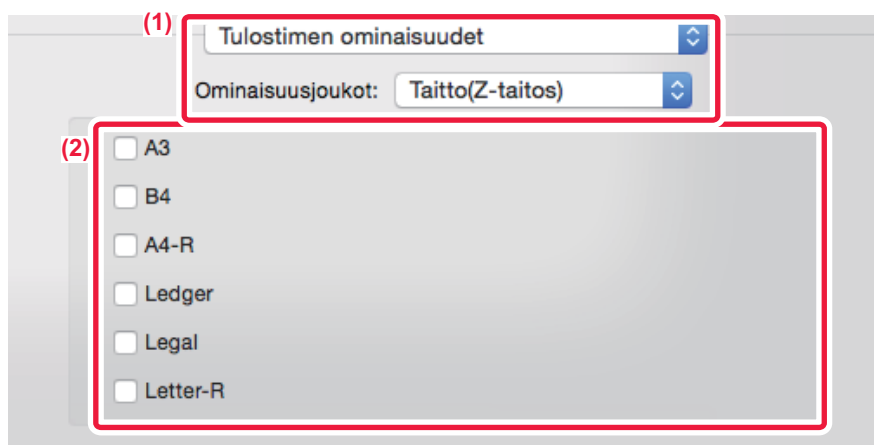 (1)
Tulostimen ominaisuudet
Ominaisuusjoukot: Taitto(Z-taitos)
(2)
A3
B4
A4-R
Ledger
Legal
Letter-R